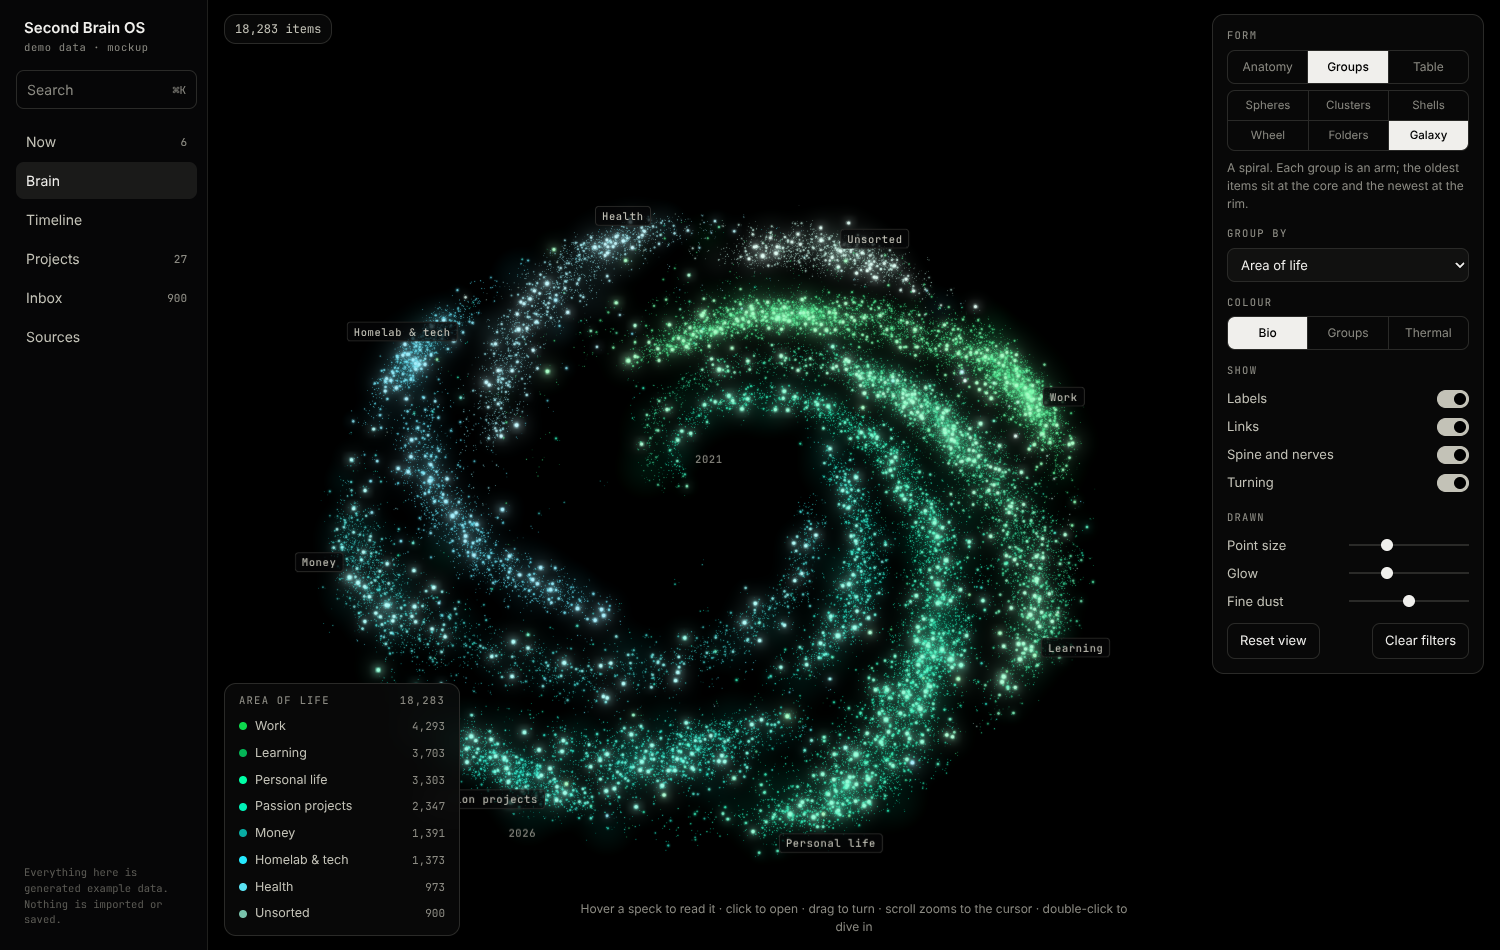 Second Brain OS
demo data · mockup
Search ⌘K
Now 6
Brain
Timeline
Projects 27
Inbox 900
Sources
Everything here is
generated example data.
Nothing is imported or
saved.
18,283 items
Health
Unsorted
Homelab & tech
Work
2021
Money
Learning
on projects
2026
Personal life
AREA OF LIFE 18,283
Work 4,293
Learning 3,703
Personal life 3,303
Passion projects 2,347
Money 1,391
Homelab & tech 1,373
Health 973
Unsorted 900
Hover a speck to read it · click to open · drag to turn · scroll zooms to the cursor · double-click to
dive in
FORM
Anatomy Groups Table
Spheres Clusters Shells
Wheel Folders Galaxy
A spiral. Each group is an arm; the oldest
items sit at the core and the newest at the
rim.
GROUP BY
Area of life
COLOUR
Bio Groups Thermal
SHOW
Labels
Links
Spine and nerves
Turning
DRAWN
Point size
Glow
Fine dust
Reset view Clear filters